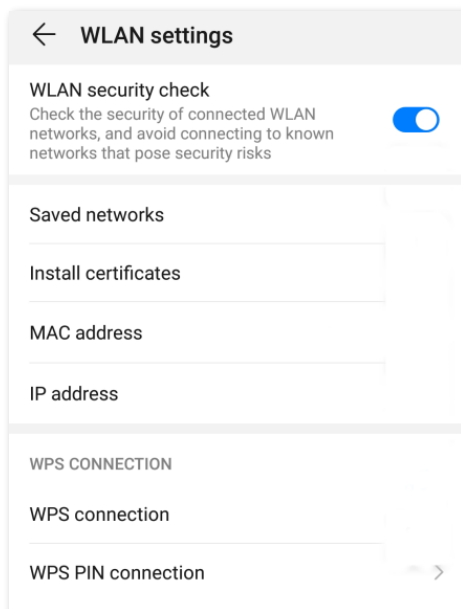 WLAN settings
WLAN security check
Check the security of connected WLAN
networks, and avoid connecting to known
networks that pose security risks
Saved networks
Install certificates
MAC address
IP address
WPS CONNECTION
WPS connection
WPS PIN connection